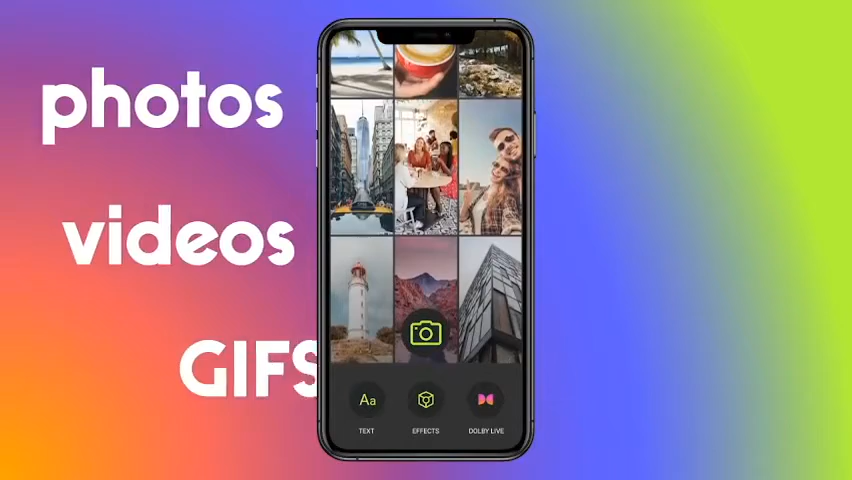 photos
videos
GIFS
Aa
TEXT
EFFECTS
DOLBY LIVE